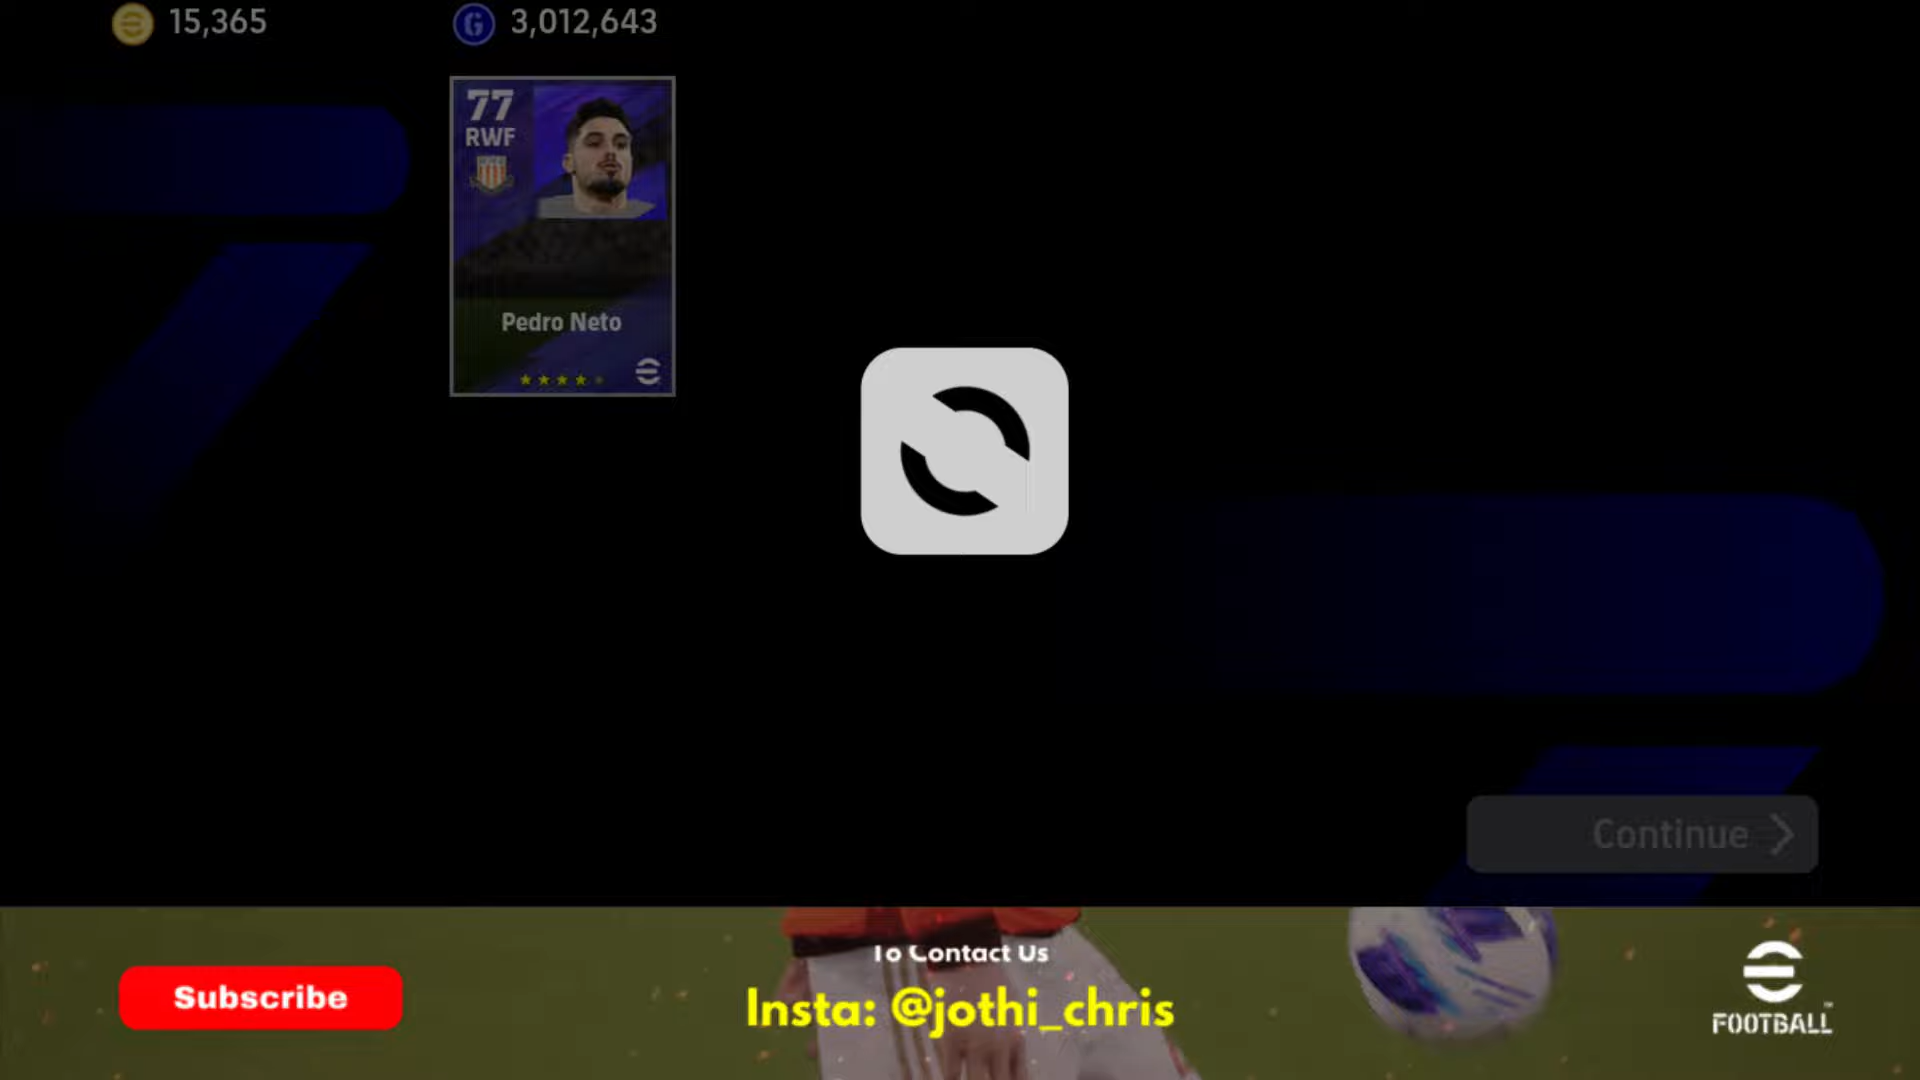 15,365
3,012,643
77
RWF
Pedro Neto
Continue
To Contact Us
Subscribe
Insta: @jothi_chris
FOOTBALL